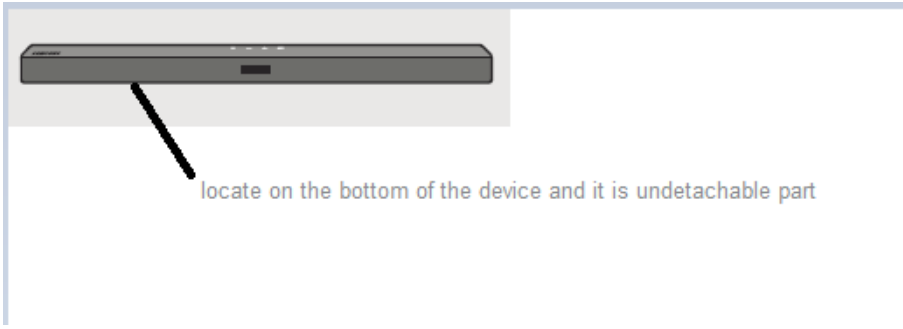 locate on the bottom of the device and it is undetachable part